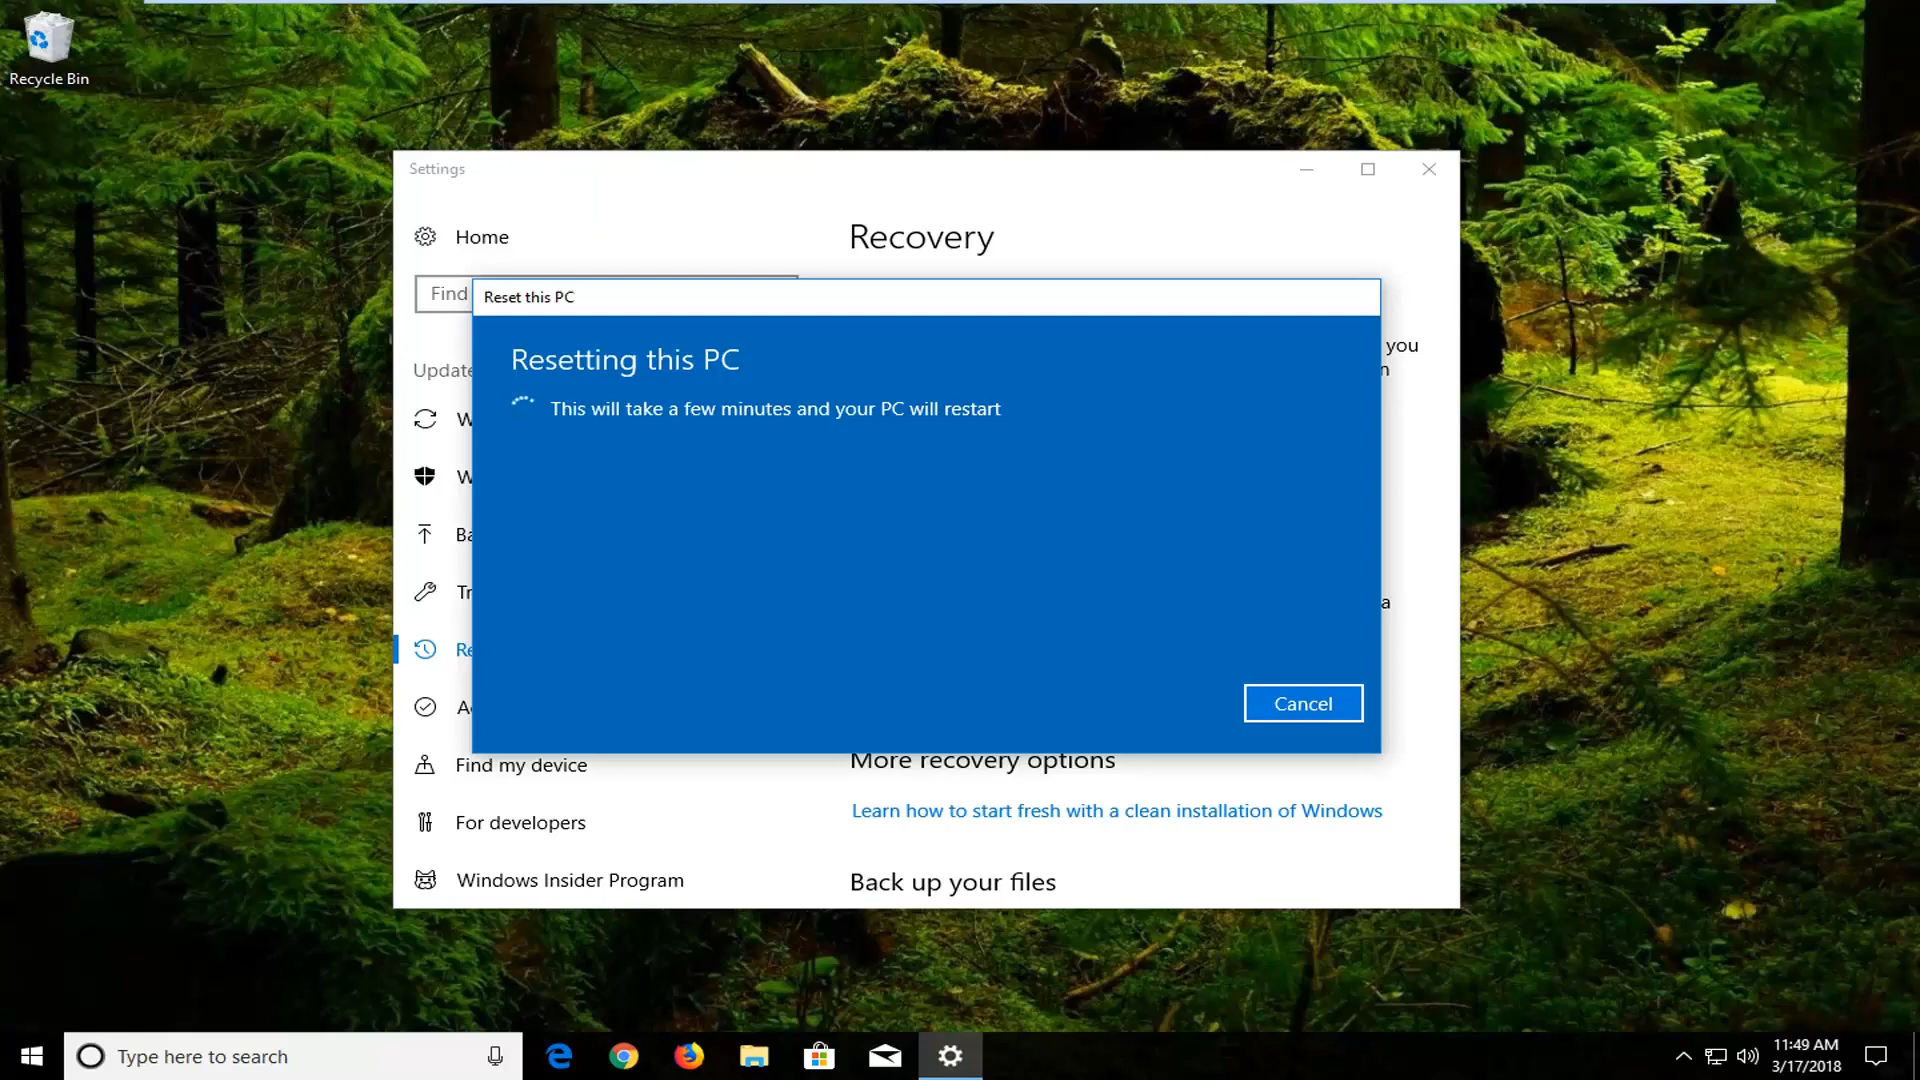 Recycle Bin
Settings
Home
Recovery
Find
Reset this PC
Resetting this PC
This will take a few minutes and your PC will restart
you
n
Update
W
W
Ba
Tr
Re
a
A
Cancel
Find my device
More recovery options
Learn how to start fresh with a clean installation of Windows
For developers
Windows Insider Program
Back up your files
Type here to search
11:49 AM
3/17/2018